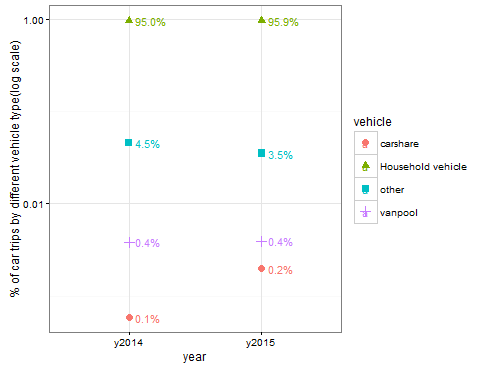 1.00
95.0%
95.9%
4.5%
3.5%
0.01
0.4%
0.4%
0.2%
0.1%
% of car trips by different vehicle type(log scale)
y2014
y2015
year
vehicle
carshare
Household vehicle
other
vanpool